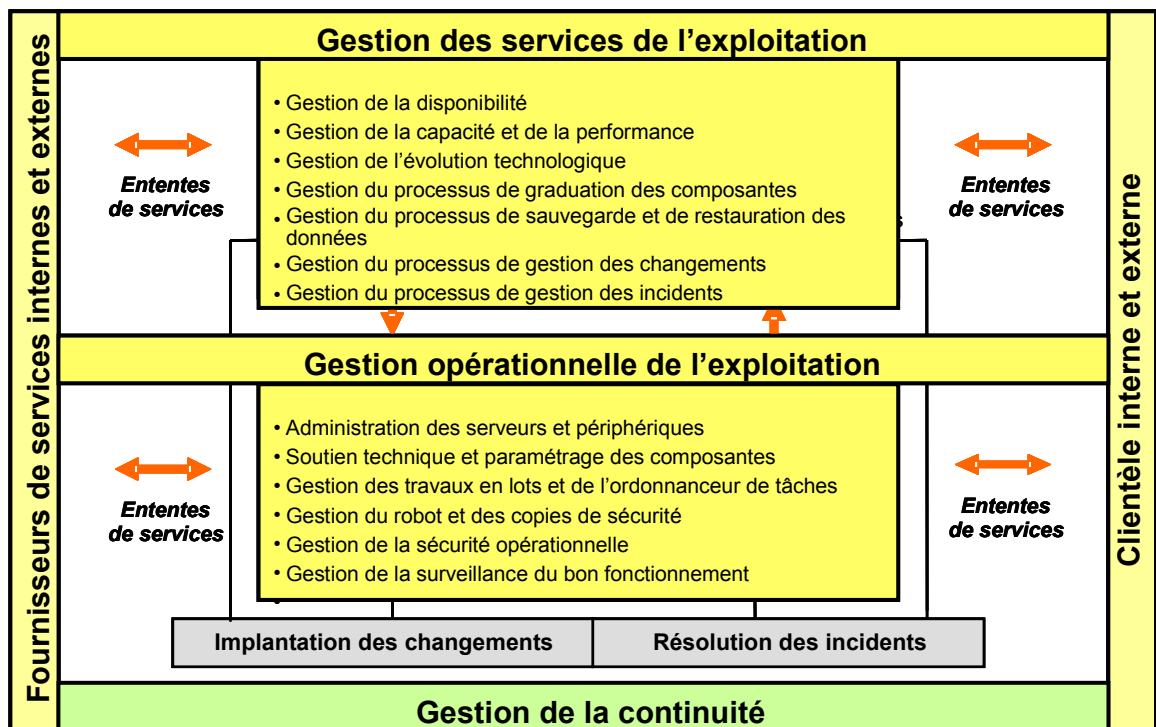 Fournisseurs de services internes et externes
Gestion des services de l’exploitation
• Gestion de la disponibilité
• Gestion de la capacité et de la performance
• Gestion de l’évolution technologique
• Gestion du processus de graduation des composantes
• Gestion du processus de sauvegarde et de restauration des
données
• Gestion du processus de gestion des changements
• Gestion du processus de gestion des incidents
Ententes
de services
Ententes
de services
Gestion opérationnelle de l’exploitation
• Administration des serveurs et périphériques
• Soutien technique et paramétrage des composantes
• Gestion des travaux en lots et de l’ordonnanceur de tâches
• Gestion du robot et des copies de sécurité
• Gestion de la sécurité opérationnelle
• Gestion de la surveillance du bon fonctionnement
Ententes
de services
Ententes
de services
Implantation des changements
Résolution des incidents
Gestion de la continuité
Clientèle interne et externe